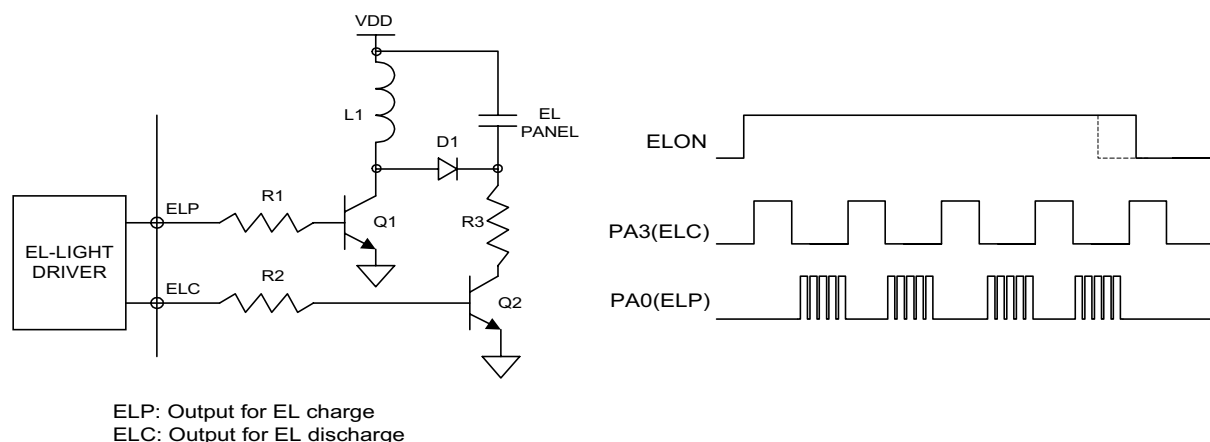 VDD
L1
EL
PANEL
D1
ELP
R1
Q1
R3
EL-LIGHT
DRIVER
ELC
R2
Q2
ELP: Output for EL charge
ELC: Output for EL discharge
ELON
PA3(ELC)
PA0(ELP)